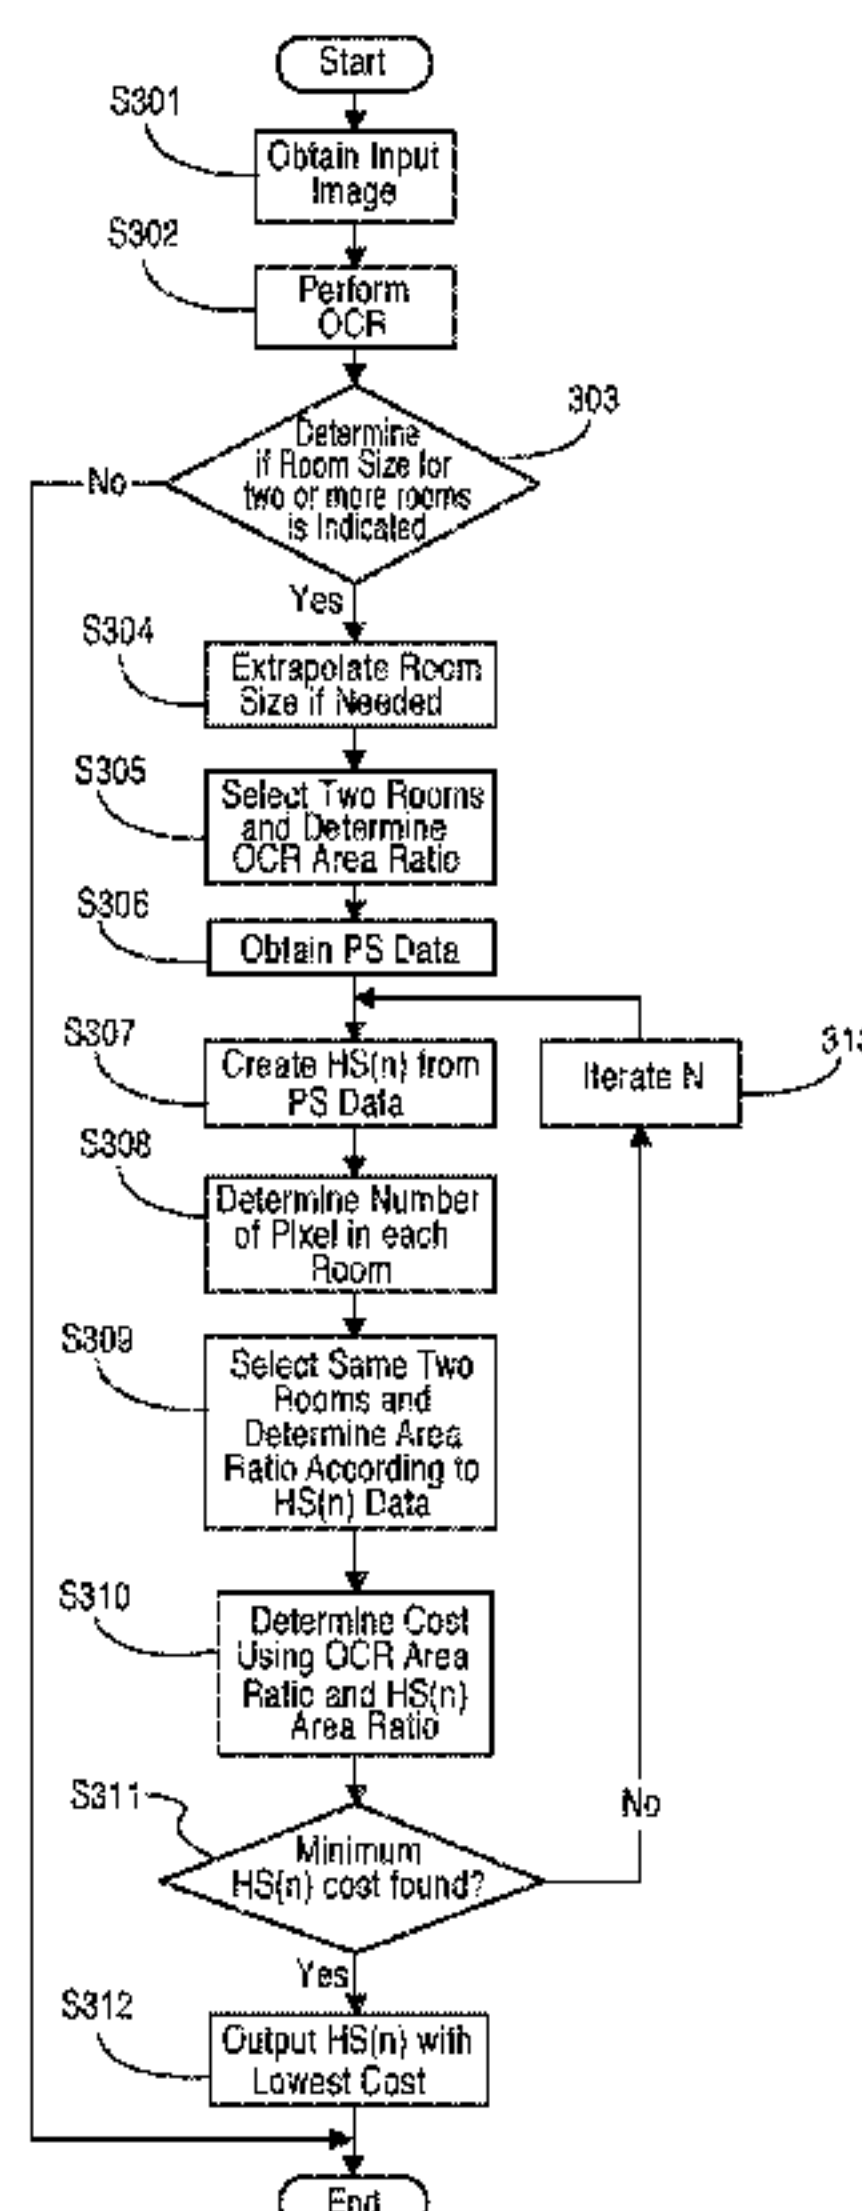 Start
S301
Obtain Input
Image
S302
Perform
OCR
303
Determine
if Room Size for
two or more rooms
is Indicated
No
Yes
S304
Extrapolate Room
Size if Needed
S305
Select Two Rooms
and Determine
OCR Area Ratio
S306
Obtain PS Data
S307
Create HS(n) from
PS Data
Iterate N
S308
Determine Number
of Pixel in each
Room
S309
Select Same Two
Rooms and
Determine Area
Ratio According to
HS(n) Data
S310
Determine Cost
Using OCR Area
Ratio and HS(n)
Area Ratio
S311
Minimum
HS(n) cost found?
No
Yes
S312
Output HS(n) with
Lowest Cost
End